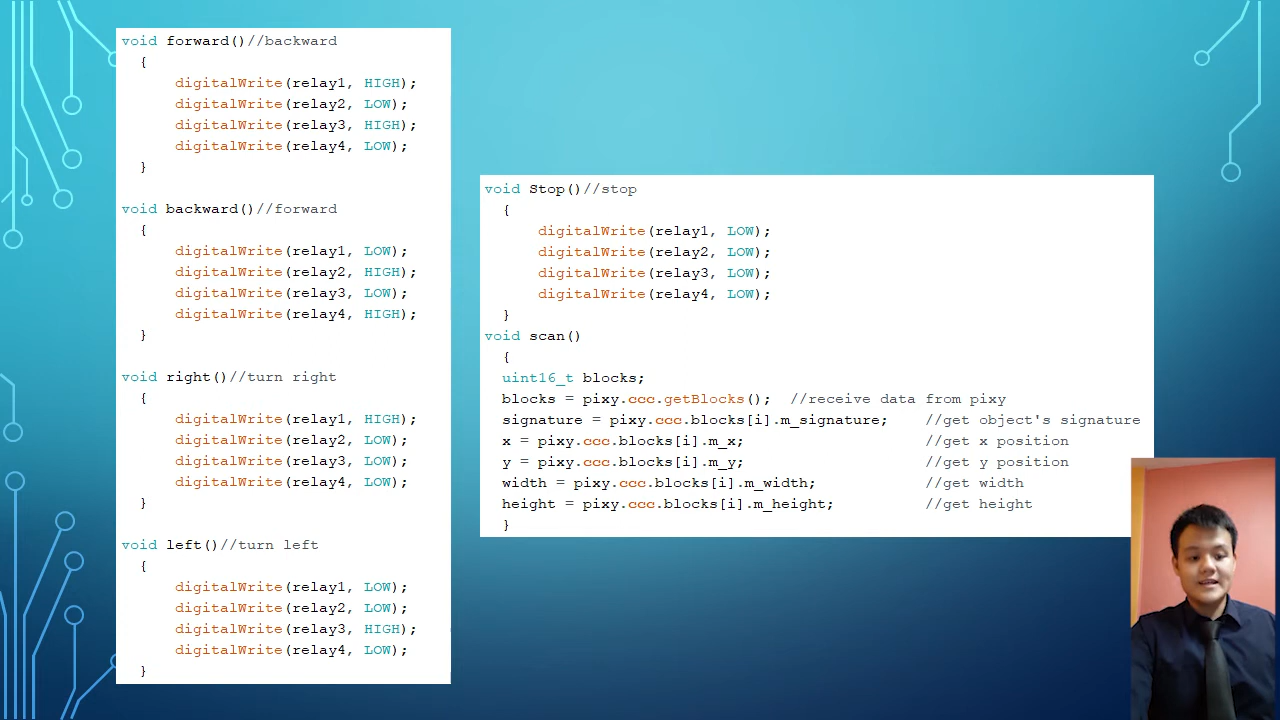 void forward()//backward
{
digitalWrite(relay1, HIGH);
digitalWrite(relay2, LOW);
digitalWrite(relay3, HIGH);
digitalWrite(relay4, LOW);
}
void backward()//forward
{
digitalWrite(relay1, LOW);
digitalWrite(relay2, HIGH);
digitalWrite(relay3, LOW);
digitalWrite(relay4, HIGH);
}
void right()//turn right
{
digitalWrite(relay1, HIGH);
digitalWrite(relay2, LOW);
digitalWrite(relay3, LOW);
digitalWrite(relay4, LOW);
}
void left()//turn left
{
digitalWrite(relay1, LOW);
digitalWrite(relay2, LOW);
digitalWrite(relay3, HIGH);
digitalWrite(relay4, LOW);
}
void Stop()//stop
{
digitalWrite(relay1, LOW);
digitalWrite(relay2, LOW);
digitalWrite(relay3, LOW);
digitalWrite(relay4, LOW);
}
void scan()
{
uint16_t blocks;
blocks = pixy.ccc.getBlocks();  //receive data from pixy
signature = pixy.ccc.blocks[i].m_signature;    //get object's signature
x = pixy.ccc.blocks[i].m_x;                    //get x position
y = pixy.ccc.blocks[i].m_y;                    //get y position
width = pixy.ccc.blocks[i].m_width;            //get width
height = pixy.ccc.blocks[i].m_height;          //get height
}